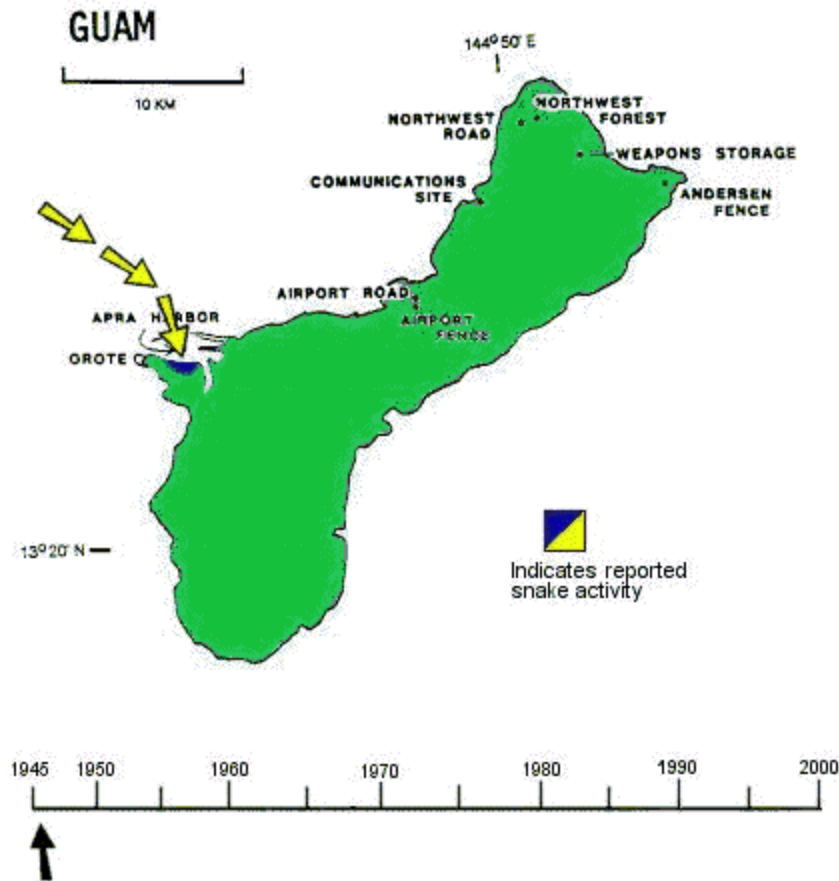 GUAM
10 KM
144° 50' E
NORTHWEST
ROAD
NORTHWEST
FOREST
WEAPONS STORAGE
COMMUNICATIONS
SITE
ANDERSEN
FENCE
AIRPORT ROAD
AIRPORT
FENCE
APRA HARBOR
OROTE
13° 20' N
Indicates reported
snake activity
1945 1950 1960 1970 1980 1990 2000